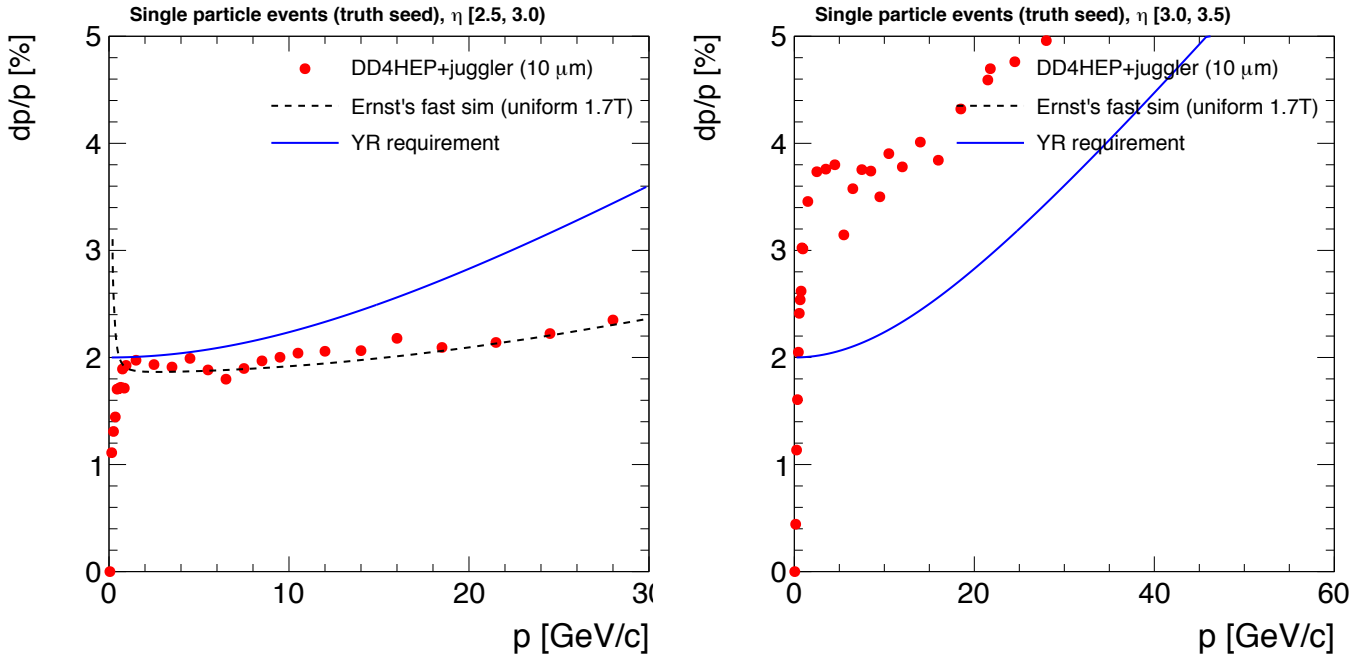 Single particle events (truth seed), η [2.5, 3.0)
dp/p [%]
5
4
3
2
1
0
DD4HEP+juggler (10 μm)
Ernst's fast sim (uniform 1.7T)
YR requirement
0 10 20 30
p [GeV/c]
Single particle events (truth seed), η [3.0, 3.5)
dp/p [%]
5
4
3
2
1
0
DD4HEP+juggler (10 μm)
Ernst's fast sim (uniform 1.7T)
YR requirement
0 20 40 60
p [GeV/c]